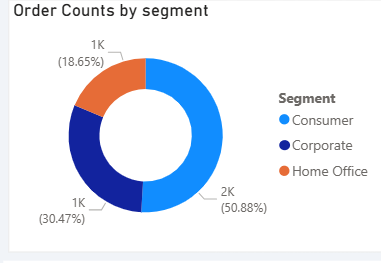 Order Counts by segment
1K
(18.65%)
Segment
Consumer
Corporate
Home Office
1K
(30.47%)
2K
(50.88%)